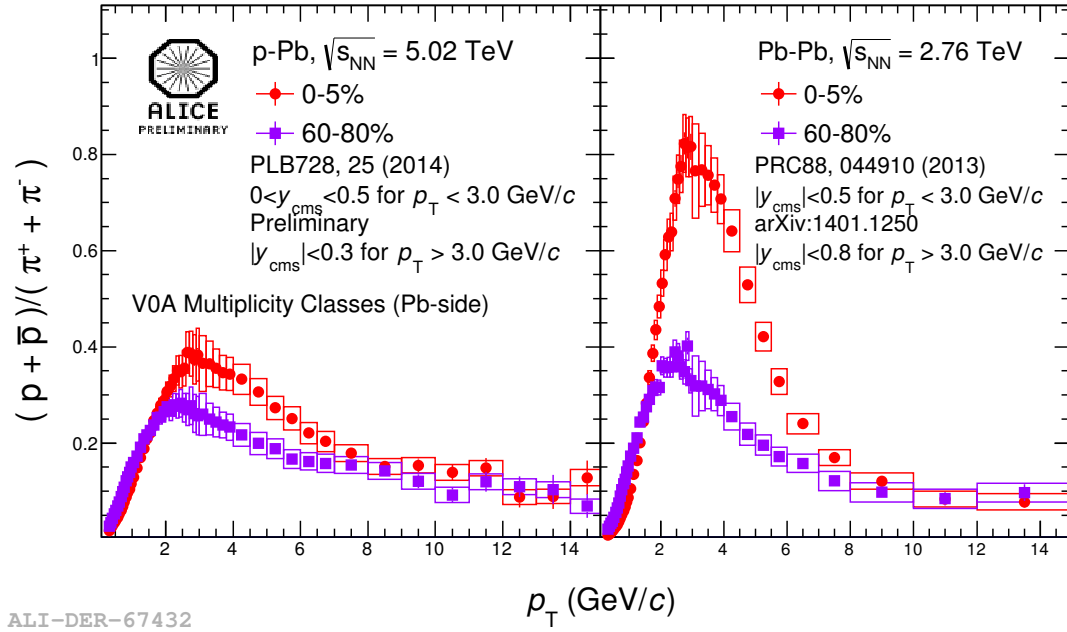 1
0.8
0.6
0.4
0.2
(p + p̅)/(π⁺ + π⁻)
ALICE
PRELIMINARY
p-Pb, √s_NN = 5.02 TeV
0-5%
60-80%
PLB728, 25 (2014)
0<y_cms<0.5 for p_T < 3.0 GeV/c
Preliminary
|y_cms|<0.3 for p_T > 3.0 GeV/c
V0A Multiplicity Classes (Pb-side)
2 4 6 8 10 12 14
Pb-Pb, √s_NN = 2.76 TeV
0-5%
60-80%
PRC88, 044910 (2013)
|y_cms|<0.5 for p_T < 3.0 GeV/c
arXiv:1401.1250
|y_cms|<0.8 for p_T > 3.0 GeV/c
2 4 6 8 10 12 14
p_T (GeV/c)
ALI-DER-67432